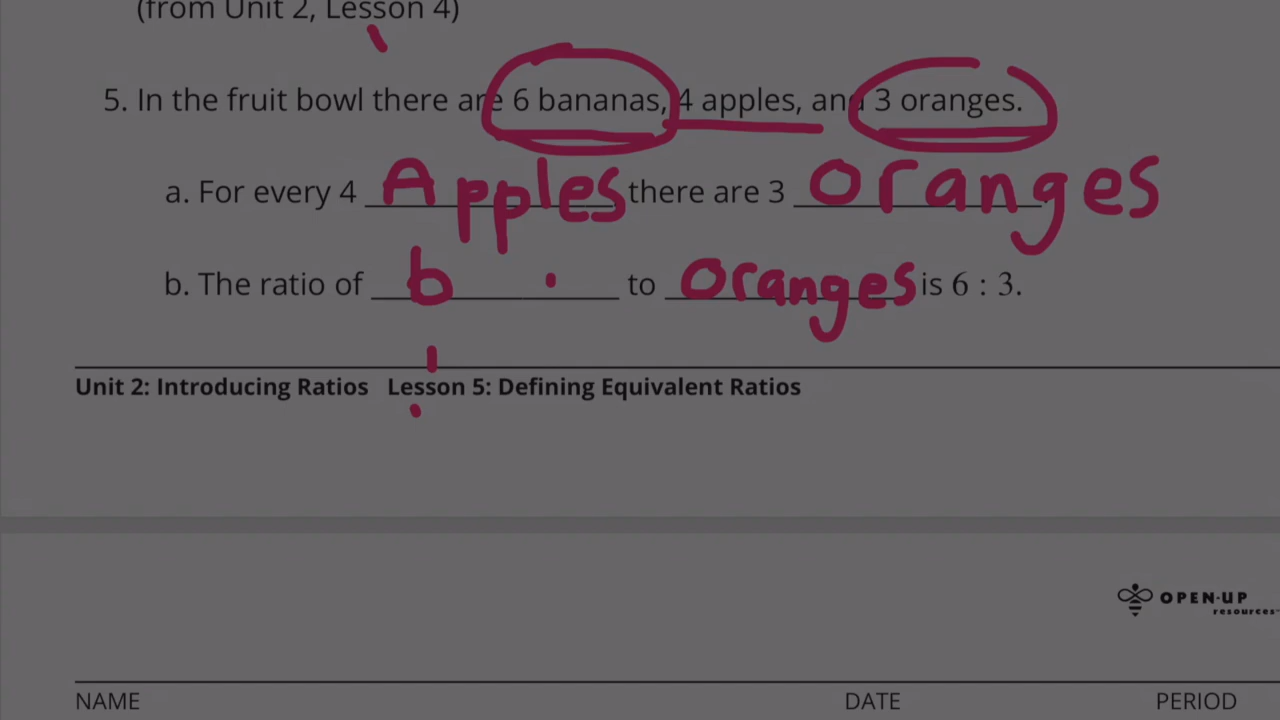 (from Unit 2, Lesson 4)
5. In the fruit bowl there are 6 bananas, 4 apples, and 3 oranges.
a. For every 4 Apples there are 3 Oranges.
b. The ratio of b to oranges is 6 : 3.
Unit 2: Introducing Ratios Lesson 5: Defining Equivalent Ratios
OPEN-UP
resources
NAME DATE PERIOD